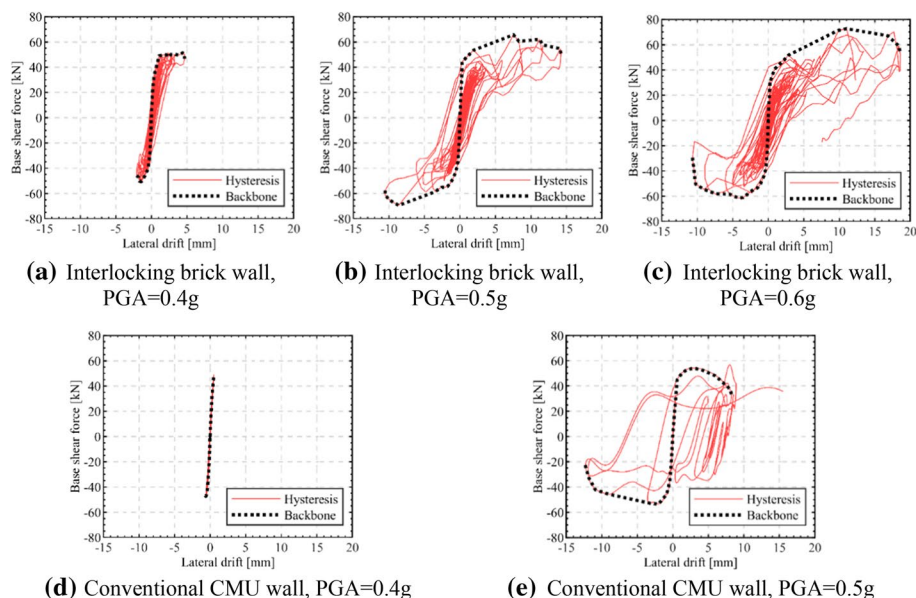 80
60
40
20
0
-20
-40
-60
-80
Base shear force [kN]
Hysteresis
Backbone
-15 -10 -5 0 5 10 15 20
Lateral drift [mm]
(a) Interlocking brick wall,
PGA=0.4g
80
60
40
20
0
-20
-40
-60
-80
Base shear force [kN]
Hysteresis
Backbone
-15 -10 -5 0 5 10 15 20
Lateral drift [mm]
(b) Interlocking brick wall,
PGA=0.5g
80
60
40
20
0
-20
-40
-60
-80
Base shear force [kN]
Hysteresis
Backbone
-15 -10 -5 0 5 10 15 20
Lateral drift [mm]
(c) Interlocking brick wall,
PGA=0.6g
80
60
40
20
0
-20
-40
-60
-80
Base shear force [kN]
Hysteresis
Backbone
-15 -10 -5 0 5 10 15 20
Lateral drift [mm]
(d) Conventional CMU wall, PGA=0.4g
80
60
40
20
0
-20
-40
-60
-80
Base shear force [kN]
Hysteresis
Backbone
-15 -10 -5 0 5 10 15 20
Lateral drift [mm]
(e) Conventional CMU wall, PGA=0.5g